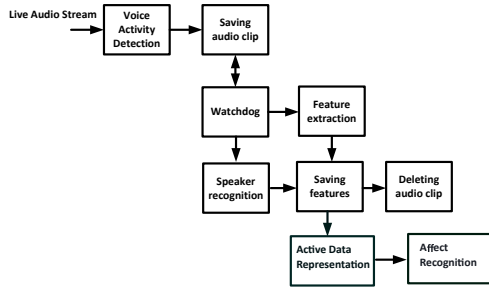 Live Audio Stream
Voice
Activity
Detection
Saving
audio clip
Watchdog
Feature
extraction
Speaker
recognition
Saving
features
Deleting
audio clip
Active Data
Representation
Affect
Recognition